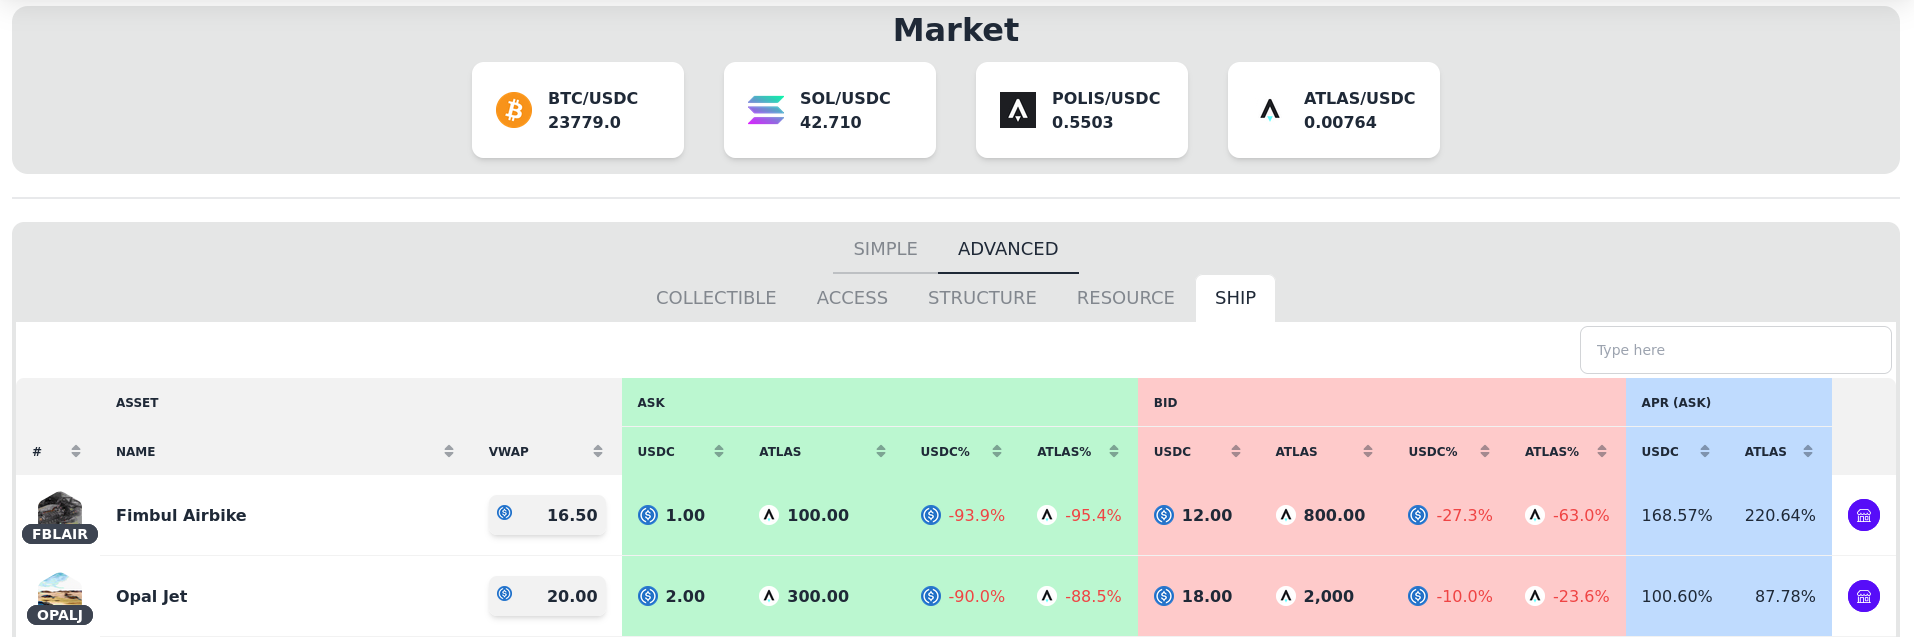 Market
BTC/USDC
23779.0
SOL/USDC
42.710
POLIS/USDC
0.5503
ATLAS/USDC
0.00764
SIMPLE ADVANCED
COLLECTIBLE ACCESS STRUCTURE RESOURCE SHIP
Type here
ASSET ASK BID APR (ASK)
# NAME VWAP USDC ATLAS USDC% ATLAS% USDC ATLAS USDC% ATLAS% USDC ATLAS
FBLAIR Fimbul Airbike 16.50 1.00 100.00 -93.9% -95.4% 12.00 800.00 -27.3% -63.0% 168.57% 220.64%
OPALJ Opal Jet 20.00 2.00 300.00 -90.0% -88.5% 18.00 2,000 -10.0% -23.6% 100.60% 87.78%